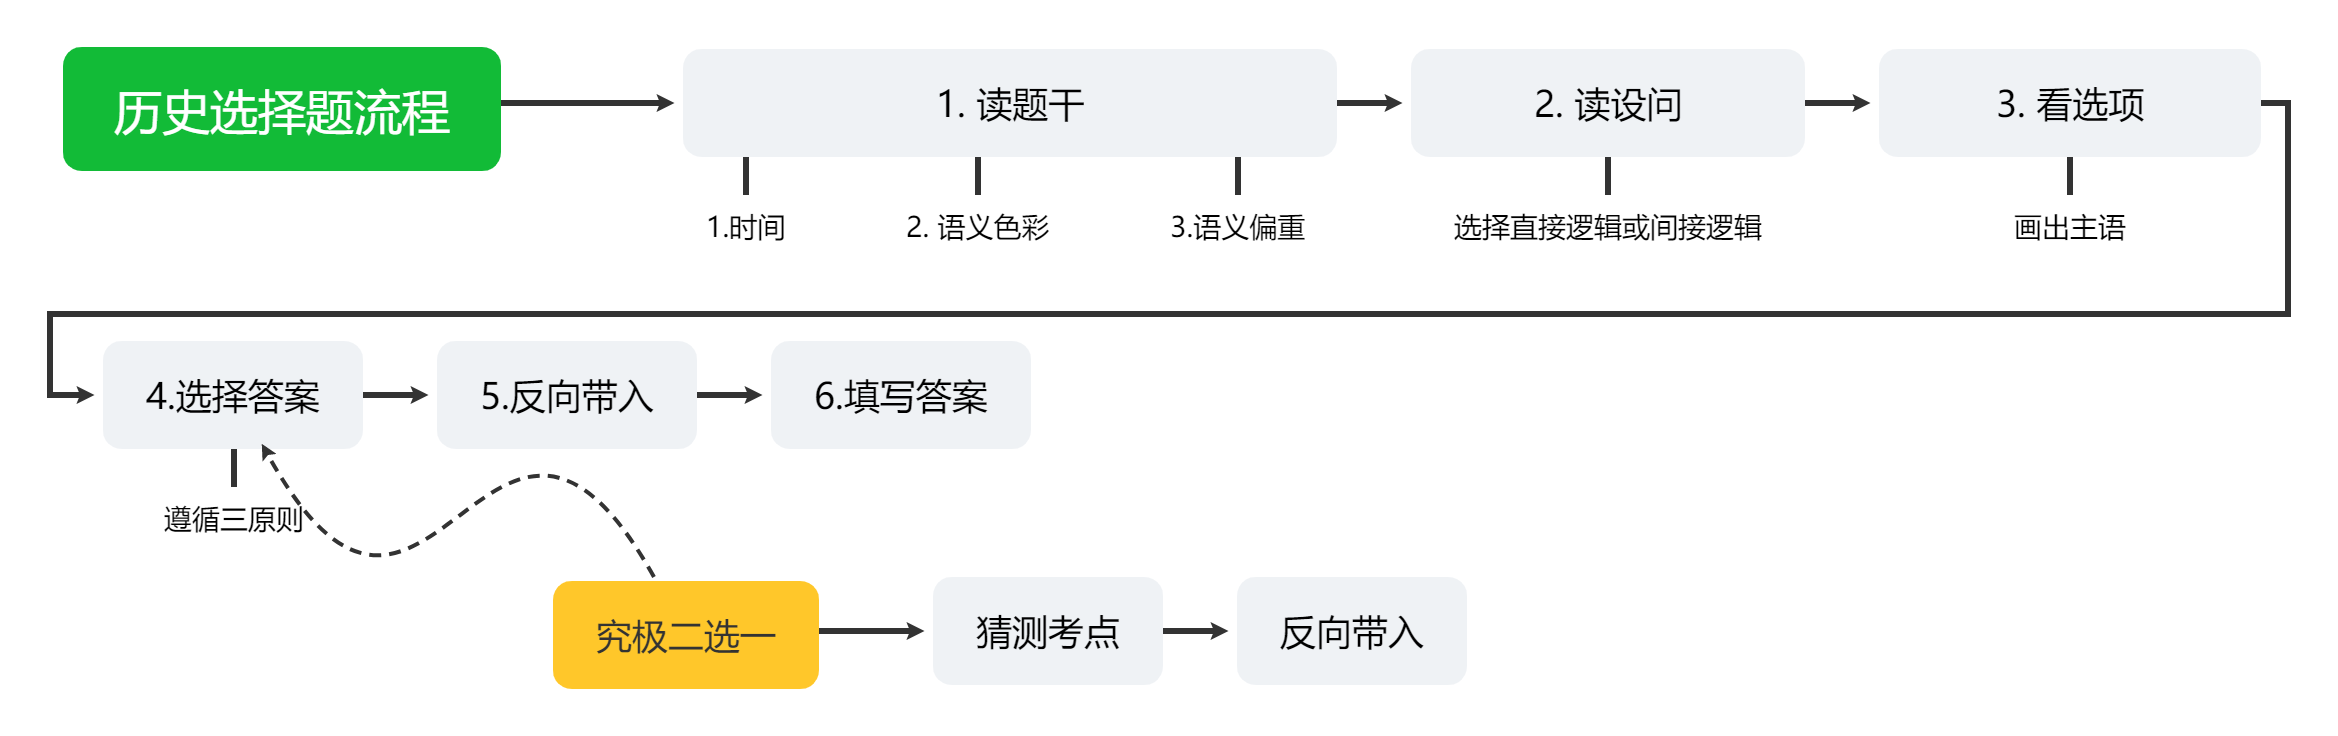 历史选择题流程
1. 读题干
2. 读设问
3. 看选项
1.时间
2. 语义色彩
3.语义偏重
选择直接逻辑或间接逻辑
画出主语
4.选择答案
5.反向带入
6.填写答案
遵循三原则
究极二选一
猜测考点
反向带入